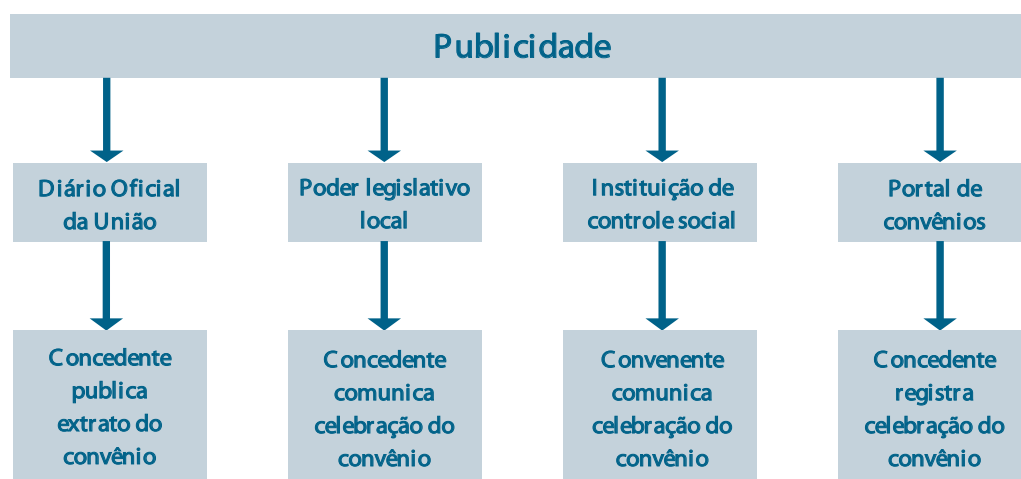 Publicidade
Diário Oficial
da União
Poder legislativo
local
Instituição de
controle social
Portal de
convênios
Concedente
publica
extrato do
convênio
Concedente
comunica
celebração do
convênio
Convenente
comunica
celebração do
convênio
Concedente
registra
celebração do
convênio